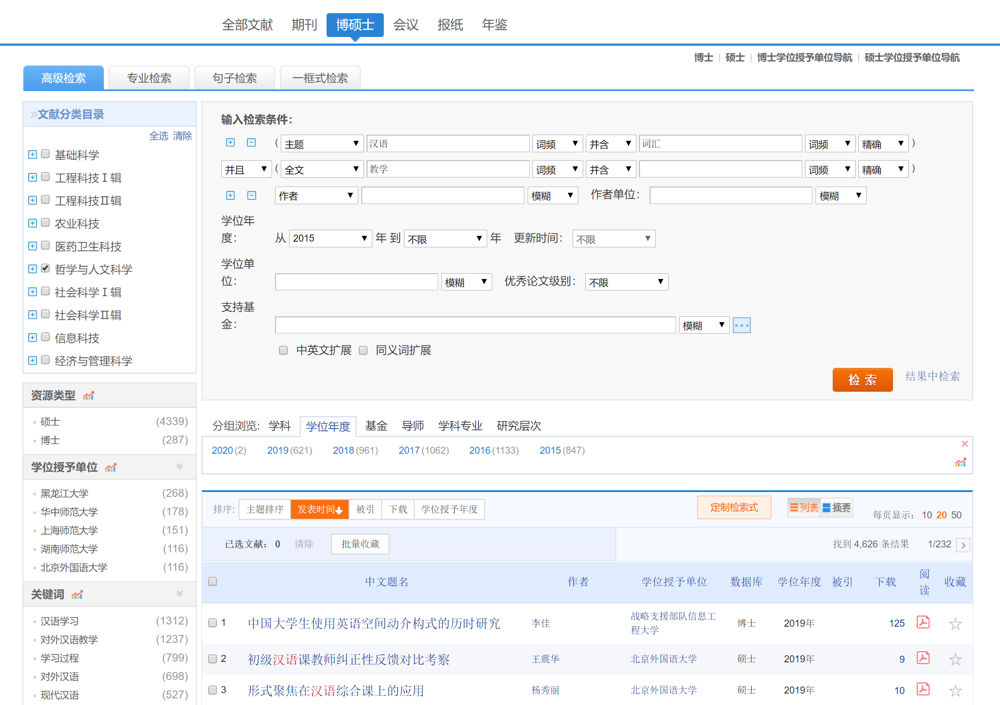 全部文献 期刊 博硕士 会议 报纸 年鉴
博士 | 硕士 | 博士学位授予单位导航 | 硕士学位授予单位导航
高级检索 专业检索 句子检索 一框式检索
文献分类目录
全选 清除
基础科学
工程科技Ⅰ辑
工程科技Ⅱ辑
农业科技
医药卫生科技
哲学与人文科学
社会科学Ⅰ辑
社会科学Ⅱ辑
信息科技
经济与管理科学
资源类型
硕士 (4339)
博士 (287)
学位授予单位
黑龙江大学 (268)
华中师范大学 (178)
上海师范大学 (151)
湖南师范大学 (116)
北京外国语大学 (116)
关键词
汉语学习 (1312)
对外汉语教学 (1237)
学习过程 (799)
对外汉语 (698)
现代汉语 (527)
输入检索条件：
( 主题 汉语 词频 并含 词汇 词频 精确 )
并且 ( 全文 教学 词频 并含 词频 精确 )
作者 模糊 作者单位： 模糊
学位年度： 从 2015 年 到 不限 年 更新时间： 不限
学位单位： 模糊 优秀论文级别： 不限
支持基金： 模糊
中英文扩展 同义词扩展
检索 结果中检索
分组浏览: 学科 学位年度 基金 导师 学科专业 研究层次
2020 (2) 2019 (621) 2018 (961) 2017 (1062) 2016 (1133) 2015 (847)
排序: 主题排序 发表时间 被引 下载 学位授予年度 定制检索式 列表 摘要 每页显示： 10 20 50
已选文献： 0 清除 批量收藏 找到 4,626 条结果 1/232
中文题名 作者 学位授予单位 数据库 学位年度 被引 下载 阅读 收藏
1 中国大学生使用英语空间动介构式的历时研究 李佳 战略支援部队信息工程大学 博士 2019年 125
2 初级汉语课教师纠正性反馈对比考察 王震华 北京外国语大学 硕士 2019年 9
3 形式聚焦在汉语综合课上的应用 杨秀丽 北京外国语大学 硕士 2019年 10